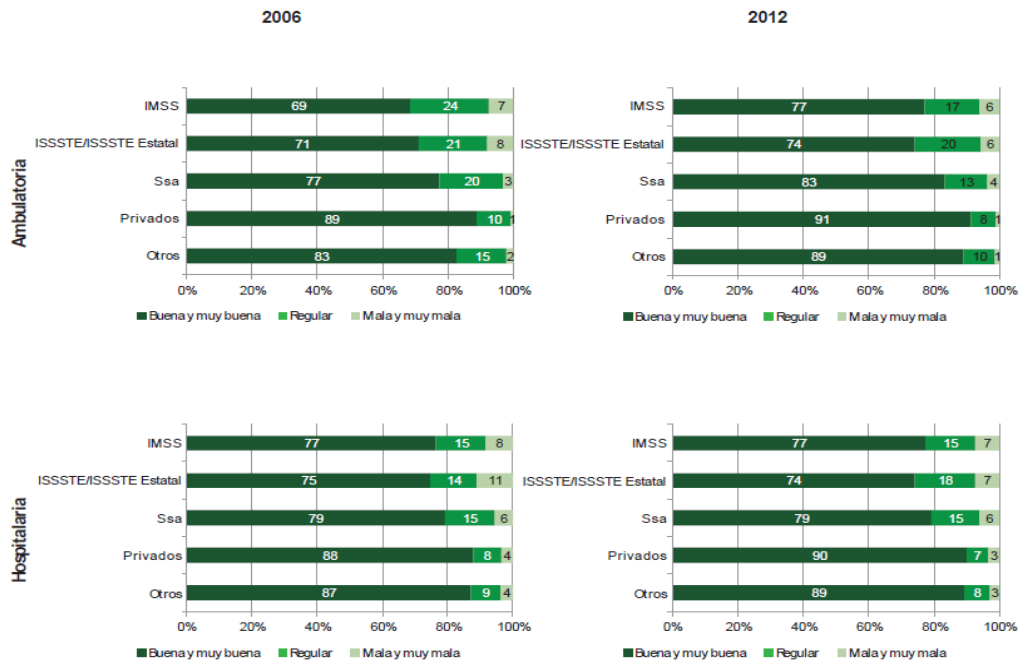 2006
2012
Ambulatoria
IMSS 69 24 7
ISSSTE/ISSSTE Estatal 71 21 8
Ssa 77 20 3
Privados 89 10 1
Otros 83 15 2
0% 20% 40% 60% 80% 100%
Buena y muy buena Regular Mala y muy mala
IMSS 77 17 6
ISSSTE/ISSSTE Estatal 74 20 6
Ssa 83 13 4
Privados 91 8 1
Otros 89 10 1
0% 20% 40% 60% 80% 100%
Buena y muy buena Regular Mala y muy mala
Hospitalaria
IMSS 77 15 8
ISSSTE/ISSSTE Estatal 75 14 11
Ssa 79 15 6
Privados 88 8 4
Otros 87 9 4
0% 20% 40% 60% 80% 100%
Buena y muy buena Regular Mala y muy mala
IMSS 77 15 7
ISSSTE/ISSSTE Estatal 74 18 7
Ssa 79 15 6
Privados 90 7 3
Otros 89 8 3
0% 20% 40% 60% 80% 100%
Buena y muy buena Regular Mala y muy mala